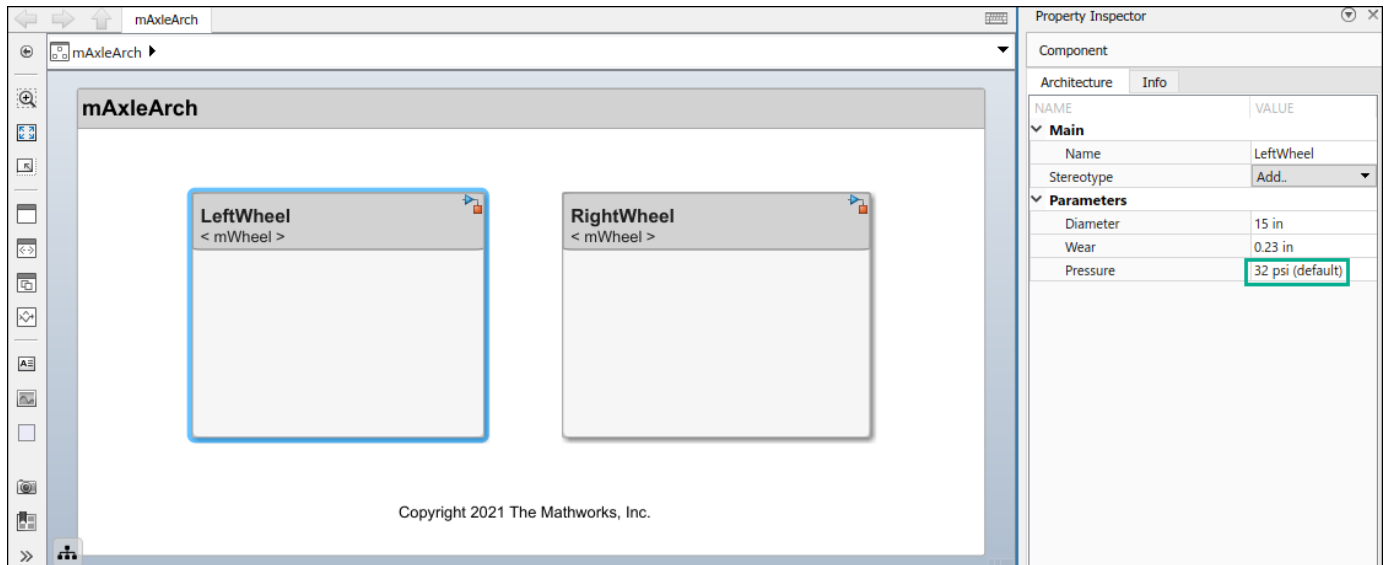 mAxleArch
Property Inspector
mAxleArch
Component
Architecture Info
NAME VALUE
Main
Name LeftWheel
Stereotype Add..
Parameters
Diameter 15 in
Wear 0.23 in
Pressure 32 psi (default)
mAxleArch
LeftWheel
< mWheel >
RightWheel
< mWheel >
Copyright 2021 The Mathworks, Inc.